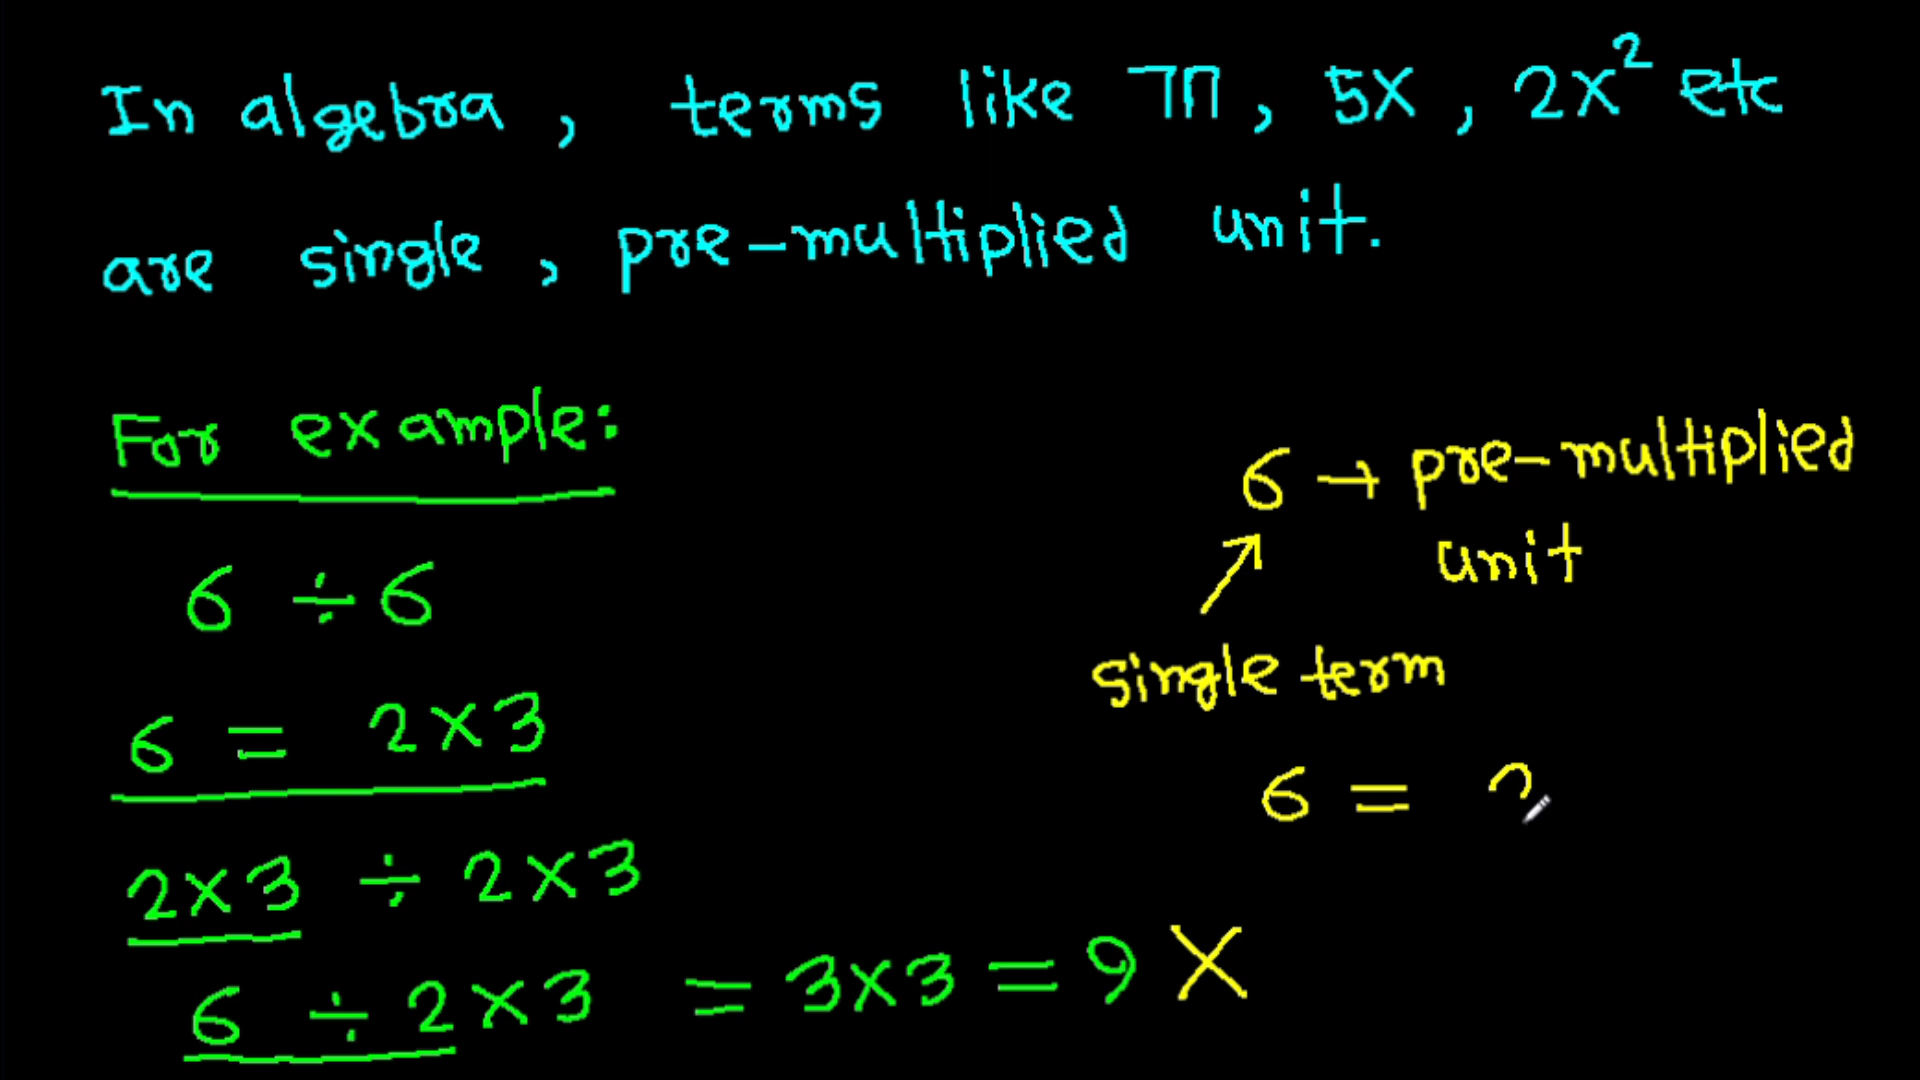 In algebra, terms like 7π, 5x, 2x² etc
are single, pre-multiplied unit.
For example:
6 ÷ 6
6 = 2×3
2×3 ÷ 2×3
6 ÷ 2×3 = 3×3 = 9 ×
6 → pre-multiplied
unit
single term
6 =